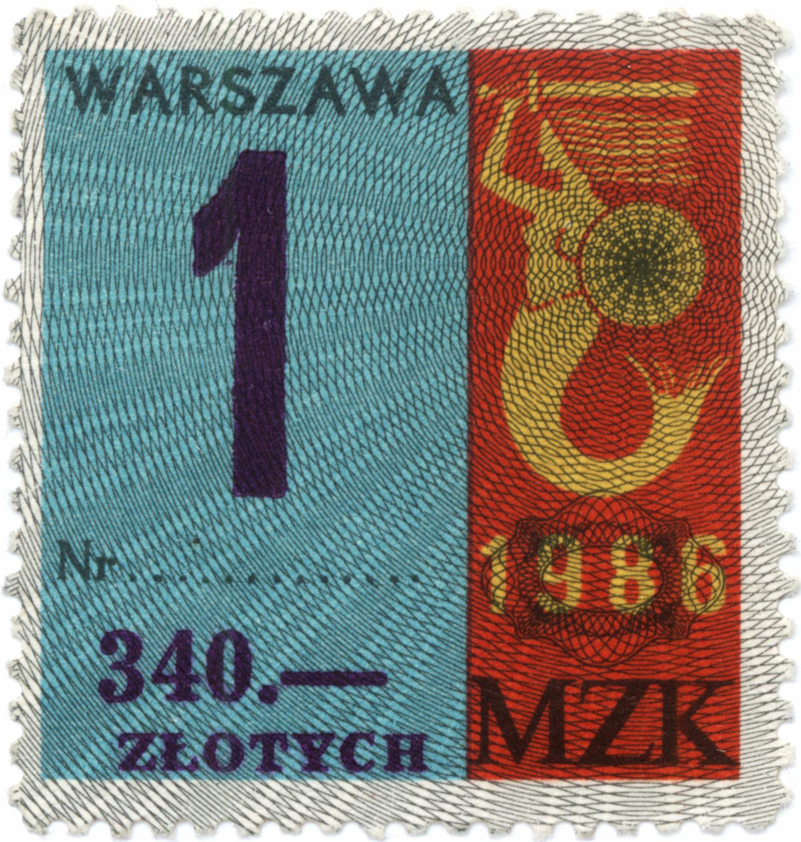 WARSZAWA
1
Nr. . . . . . . . . . . . . . . .
340.—
ZŁOTYCH
1986
MZK